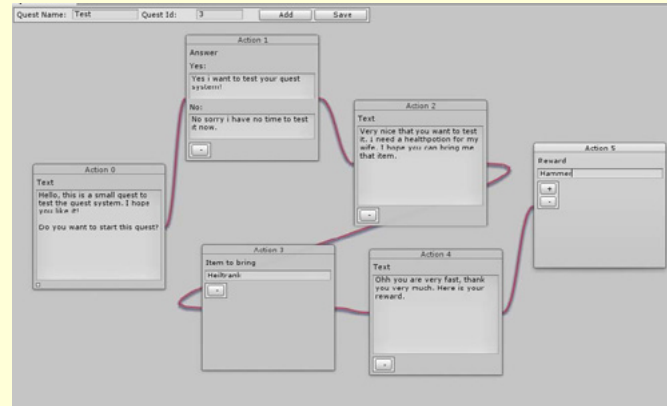 Quest Name: Test Quest Id: 3 Add Save
Action 0
Text
Hello, this is a small quest to
test the quest system. I hope
you like it!
Do you want to start this quest?
Action 1
Answer
Yes:
Yes i want to test your quest
system!
No:
No sorry i have no time to test
it now.
-
Action 2
Text
Very nice that you want to test
it. I need a healthpotion for my
wife. I hope you can bring me
that item.
-
Action 3
Item to bring
Heiltrank
-
Action 4
Text
Ohh you are very fast, thank
you very much. Here is your
reward.
-
Action 5
Reward
Hammer
+
-